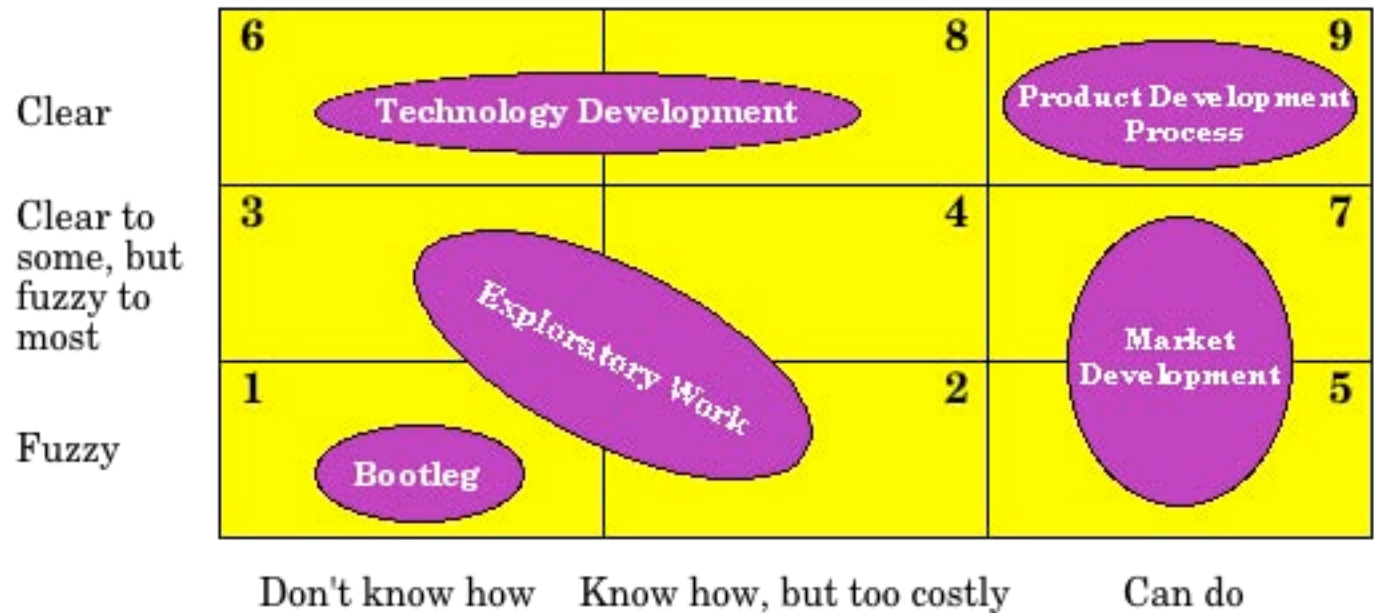 6
8
9
Clear
Technology Development
Product Development
Process
Clear to
some, but
fuzzy to
most
3
4
7
Exploratory Work
Market
Development
1
2
5
Fuzzy
Bootleg
Don't know how
Know how, but too costly
Can do